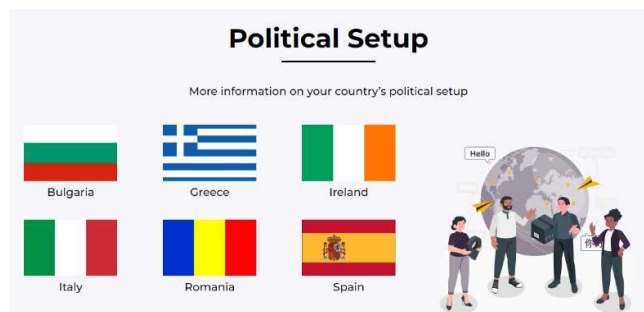 Political Setup
More information on your country's political setup
Bulgaria
Greece
Ireland
Hello
Italy
Romania
Spain